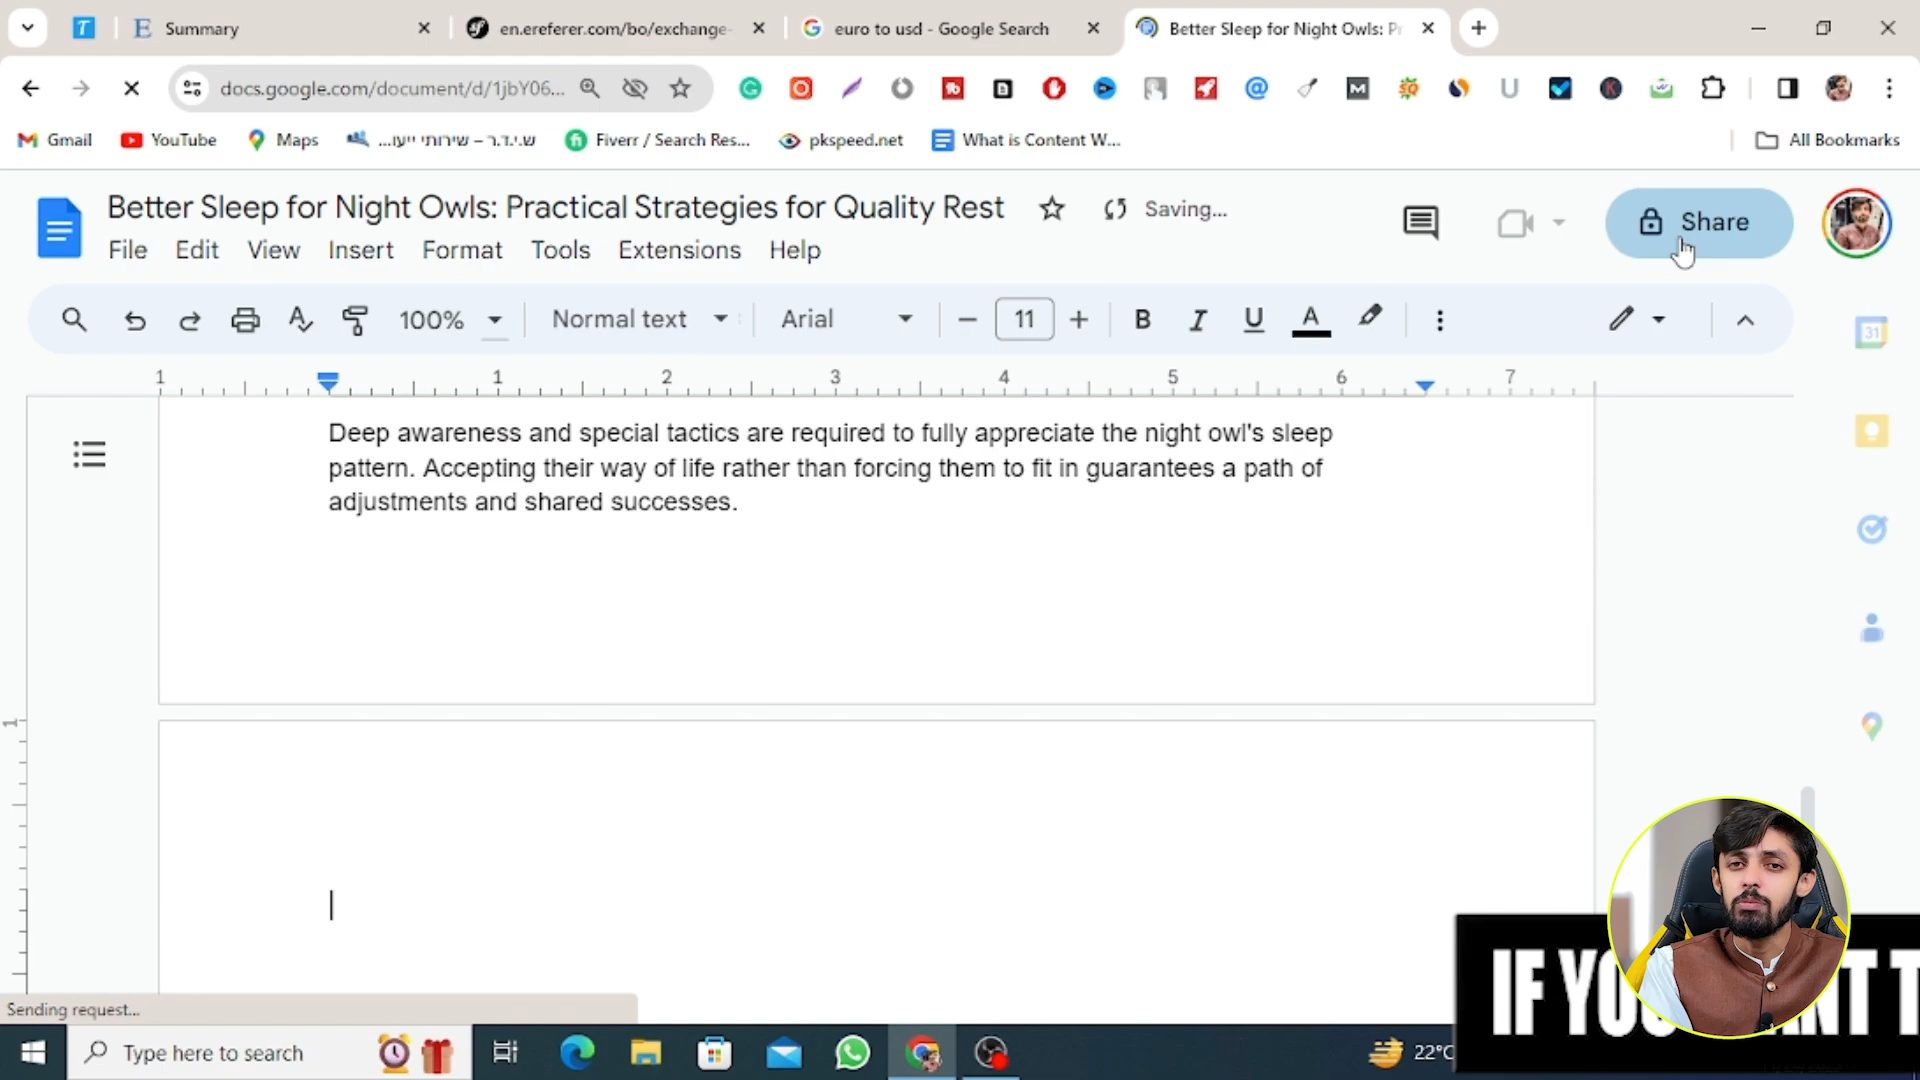 Summary
en.ereferer.com/bo/exchange-
euro to usd - Google Search
Better Sleep for Night Owls: Pr
docs.google.com/document/d/1jbY06...
Gmail
YouTube
Maps
ש.י.ד.ר – שירותי ייעו...
Fiverr / Search Res...
pkspeed.net
What is Content W...
All Bookmarks
Better Sleep for Night Owls: Practical Strategies for Quality Rest
Saving...
Share
File Edit View Insert Format Tools Extensions Help
100%
Normal text
Arial
11
1 1 2 3 4 5 6 7
Deep awareness and special tactics are required to fully appreciate the night owl's sleep
pattern. Accepting their way of life rather than forcing them to fit in guarantees a path of
adjustments and shared successes.
1
Sending request...
Type here to search
22°C